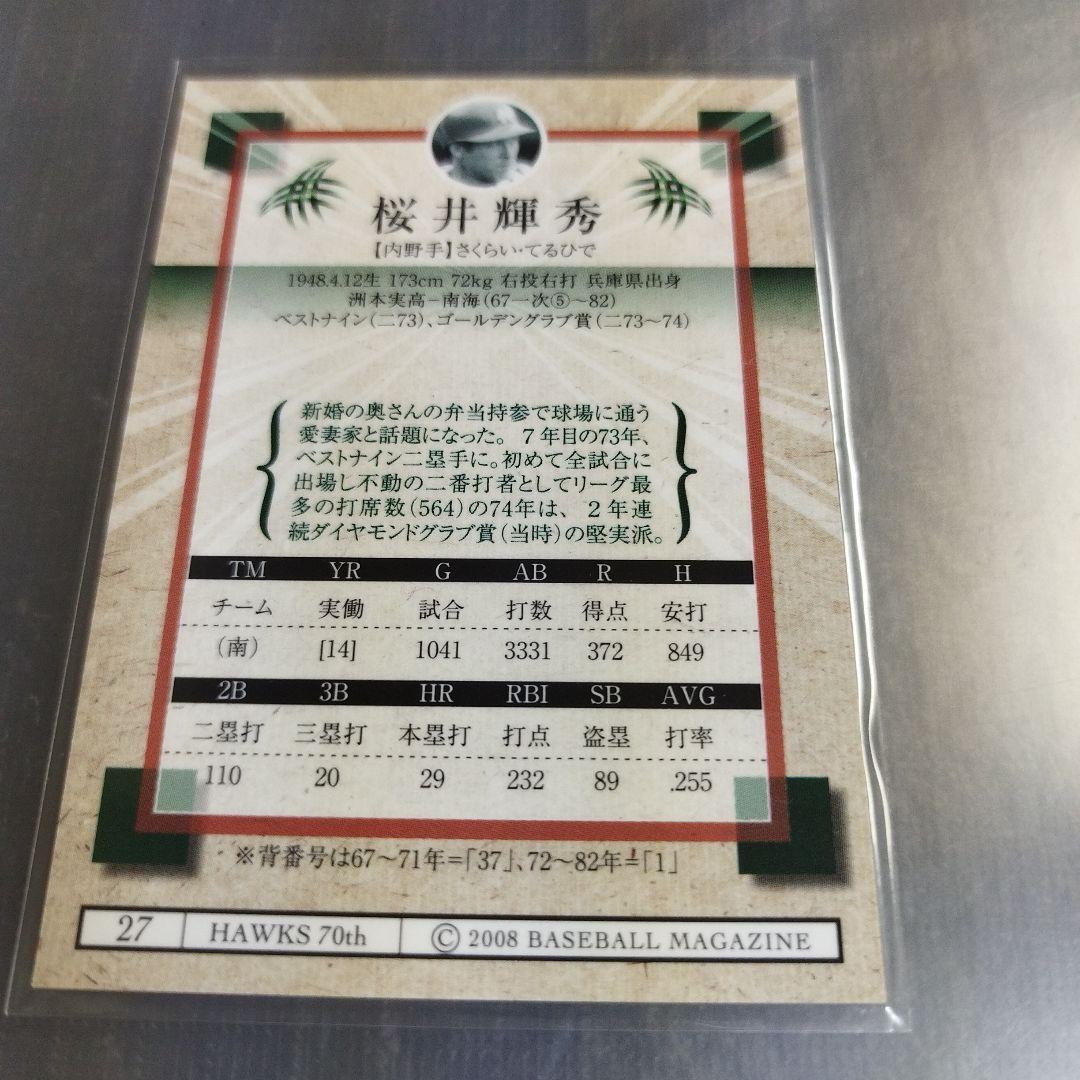 桜井輝秀
【内野手】さくらい・てるひで
1948.4.12生 173cm 72kg 右投右打 兵庫県出身
洲本実高－南海(67一次⑤～82)
ベストナイン(二73)、ゴールデングラブ賞(二73～74)
新婚の奥さんの弁当持参で球場に通う
愛妻家と話題になった。7年目の73年、
ベストナイン二塁手に。初めて全試合に
出場し不動の二番打者としてリーグ最
多の打席数(564)の74年は、2年連
続ダイヤモンドグラブ賞(当時)の堅実派。
TM YR G AB R H
チーム 実働 試合 打数 得点 安打
(南) [14] 1041 3331 372 849
2B 3B HR RBI SB AVG
二塁打 三塁打 本塁打 打点 盗塁 打率
110 20 29 232 89 .255
※背番号は67～71年=「37」、72～82年=「1」
27 HAWKS 70th © 2008 BASEBALL MAGAZINE